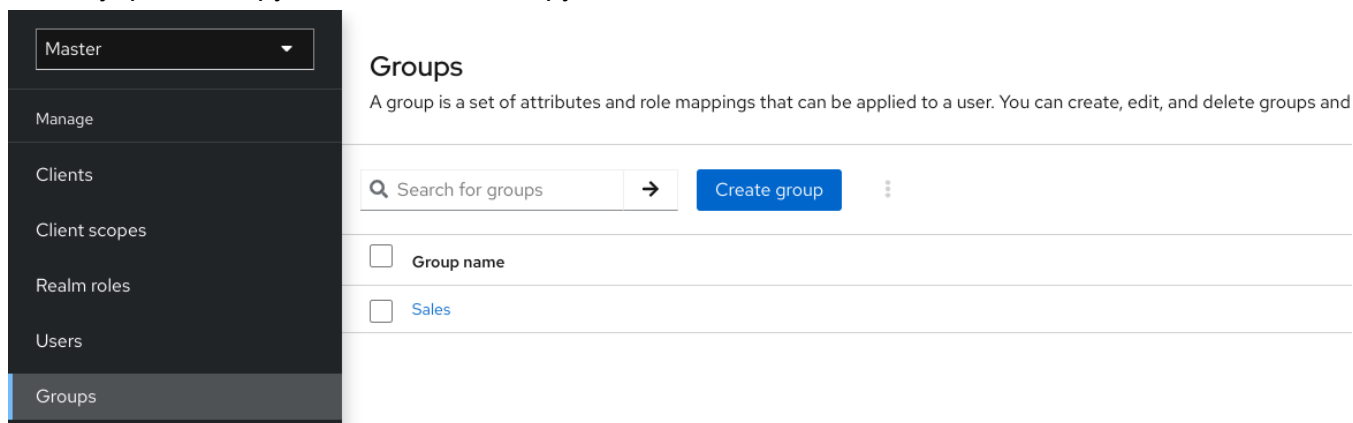 Master
Manage
Clients
Client scopes
Realm roles
Users
Groups
Groups
A group is a set of attributes and role mappings that can be applied to a user. You can create, edit, and delete groups and
Search for groups
Create group
Group name
Sales